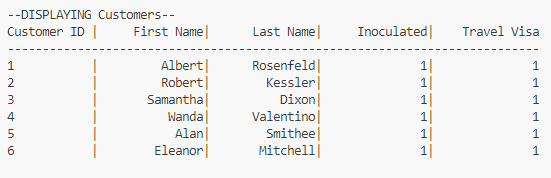 --DISPLAYING Customers--
Customer ID |     First Name|      Last Name|     Inoculated|    Travel Visa
---------------------------------------------------------------------------
1           |         Albert|      Rosenfeld|              1|              1
2           |         Robert|        Kessler|              1|              1
3           |       Samantha|          Dixon|              1|              1
4           |          Wanda|      Valentino|              1|              1
5           |           Alan|        Smithee|              1|              1
6           |        Eleanor|       Mitchell|              1|              1